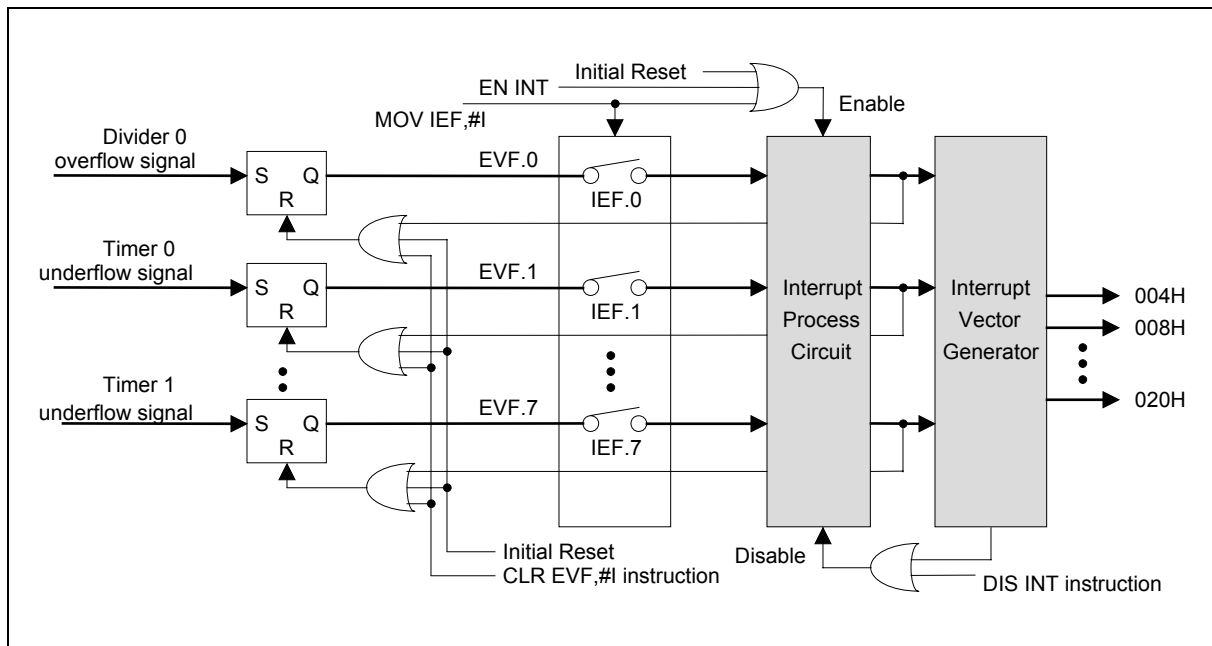 Initial Reset
EN INT
MOV IEF,#I
Enable
Divider 0
overflow signal
S Q
R
EVF.0
IEF.0
Timer 0
underflow signal
S Q
R
EVF.1
IEF.1
Interrupt
Process
Circuit
Interrupt
Vector
Generator
004H
008H
020H
Timer 1
underflow signal
S Q
R
EVF.7
IEF.7
Initial Reset
CLR EVF,#I instruction
Disable
DIS INT instruction